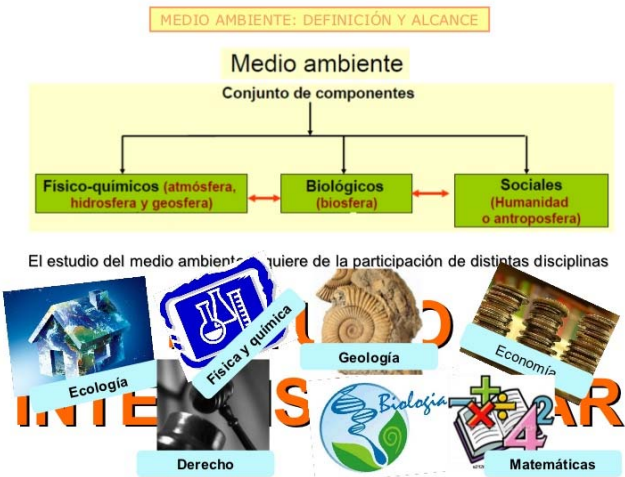 MEDIO AMBIENTE: DEFINICIÓN Y ALCANCE
Medio ambiente
Conjunto de componentes
Físico-químicos (atmósfera,
hidrosfera y geosfera)
Biológicos
(biosfera)
Sociales
(Humanidad
o antroposfera)
El estudio del medio ambiente requiere de la participación de distintas disciplinas
Ecología
Física y química
Geología
Economía
Derecho
Biología
Matemáticas